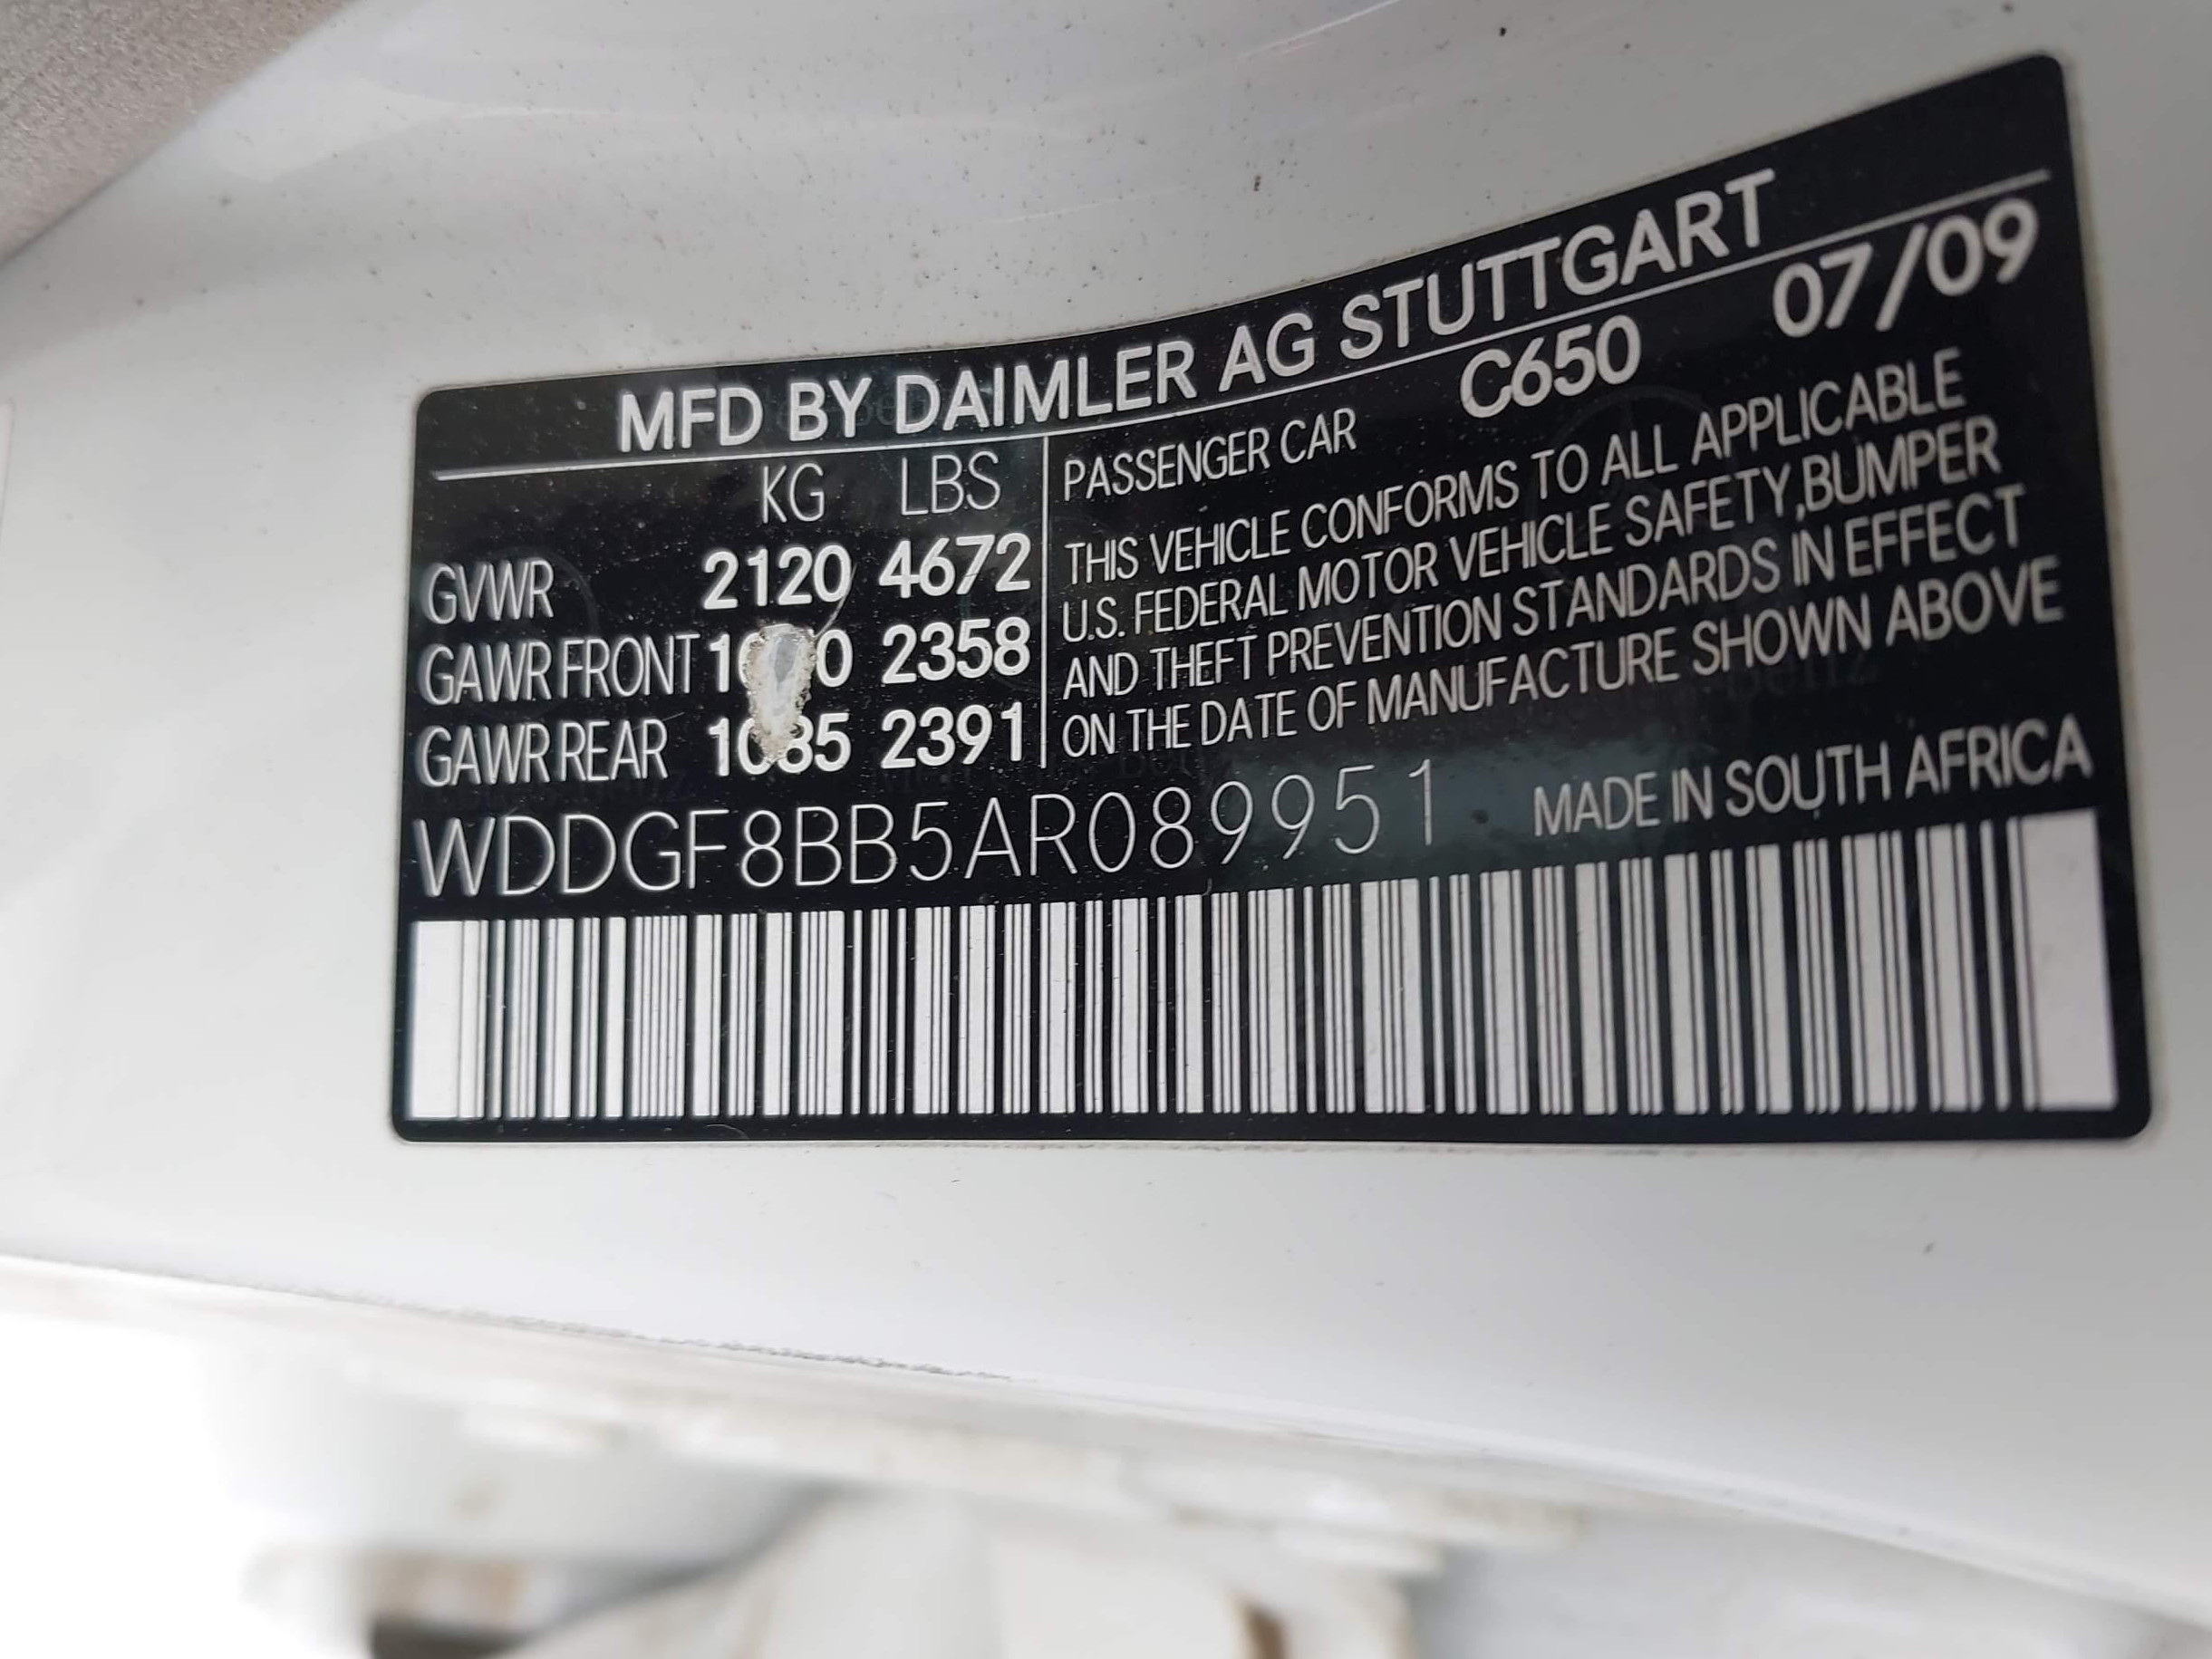 MFD BY DAIMLER AG STUTTGART
KG LBS
GVWR 2120 4672
GAWR FRONT 2358
GAWR REAR 1085 2391
PASSENGER CAR C650 07/09
THIS VEHICLE CONFORMS TO ALL APPLICABLE
U.S. FEDERAL MOTOR VEHICLE SAFETY,BUMPER
AND THEFT PREVENTION STANDARDS IN EFFECT
ON THE DATE OF MANUFACTURE SHOWN ABOVE
WDDGF8BB5AR089951 MADE IN SOUTH AFRICA